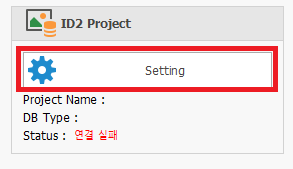 ID2 Project
Setting
Project Name :
DB Type :
Status : 연결 실패